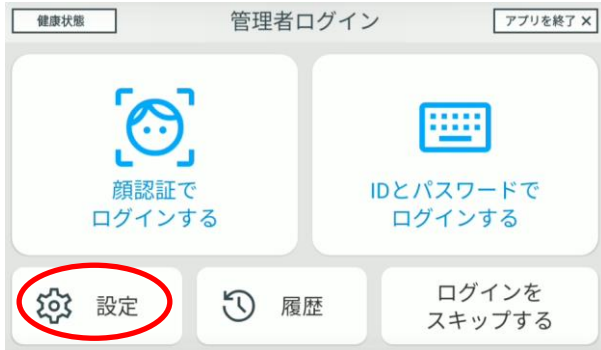 健康状態
管理者ログイン
アプリを終了 ×
顔認証で
ログインする
IDとパスワードで
ログインする
設定
履歴
ログインを
スキップする